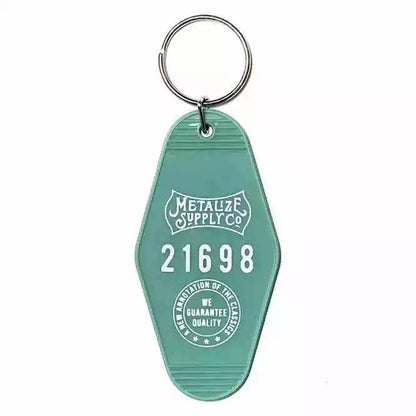 METALIZE
SUPPLY CO
21698
A NEW ANNOTATION OF THE CLASSICS
WE
GUARANTEE
QUALITY